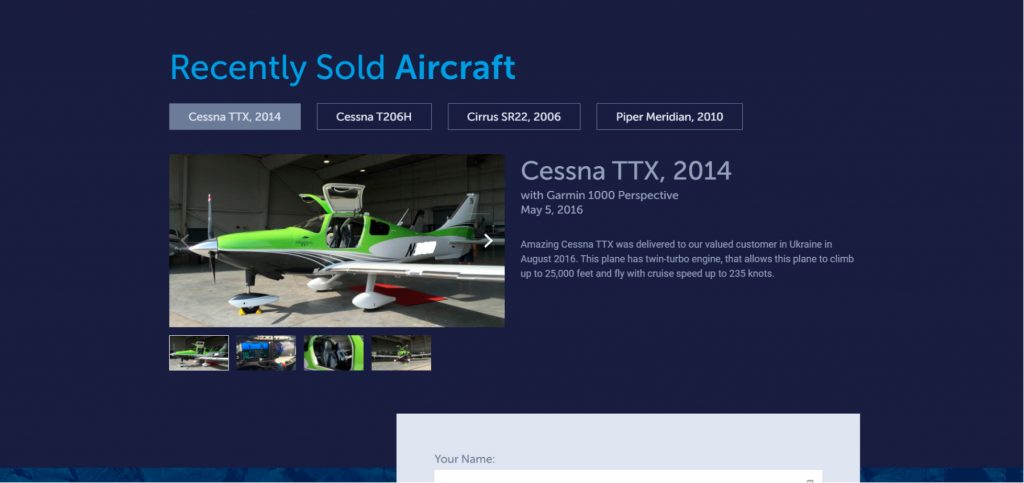 Recently Sold Aircraft
Cessna TTX, 2014
Cessna T206H
Cirrus SR22, 2006
Piper Meridian, 2010
Cessna TTX, 2014
with Garmin 1000 Perspective
May 5, 2016
Amazing Cessna TTX was delivered to our valued customer in Ukraine in
August 2016. This plane has twin-turbo engine, that allows this plane to climb
up to 25,000 feet and fly with cruise speed up to 235 knots.
Your Name: